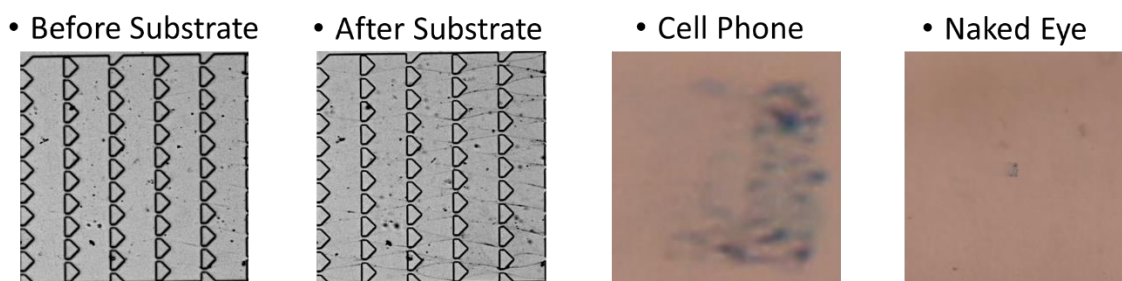 • Before Substrate
• After Substrate
• Cell Phone
• Naked Eye